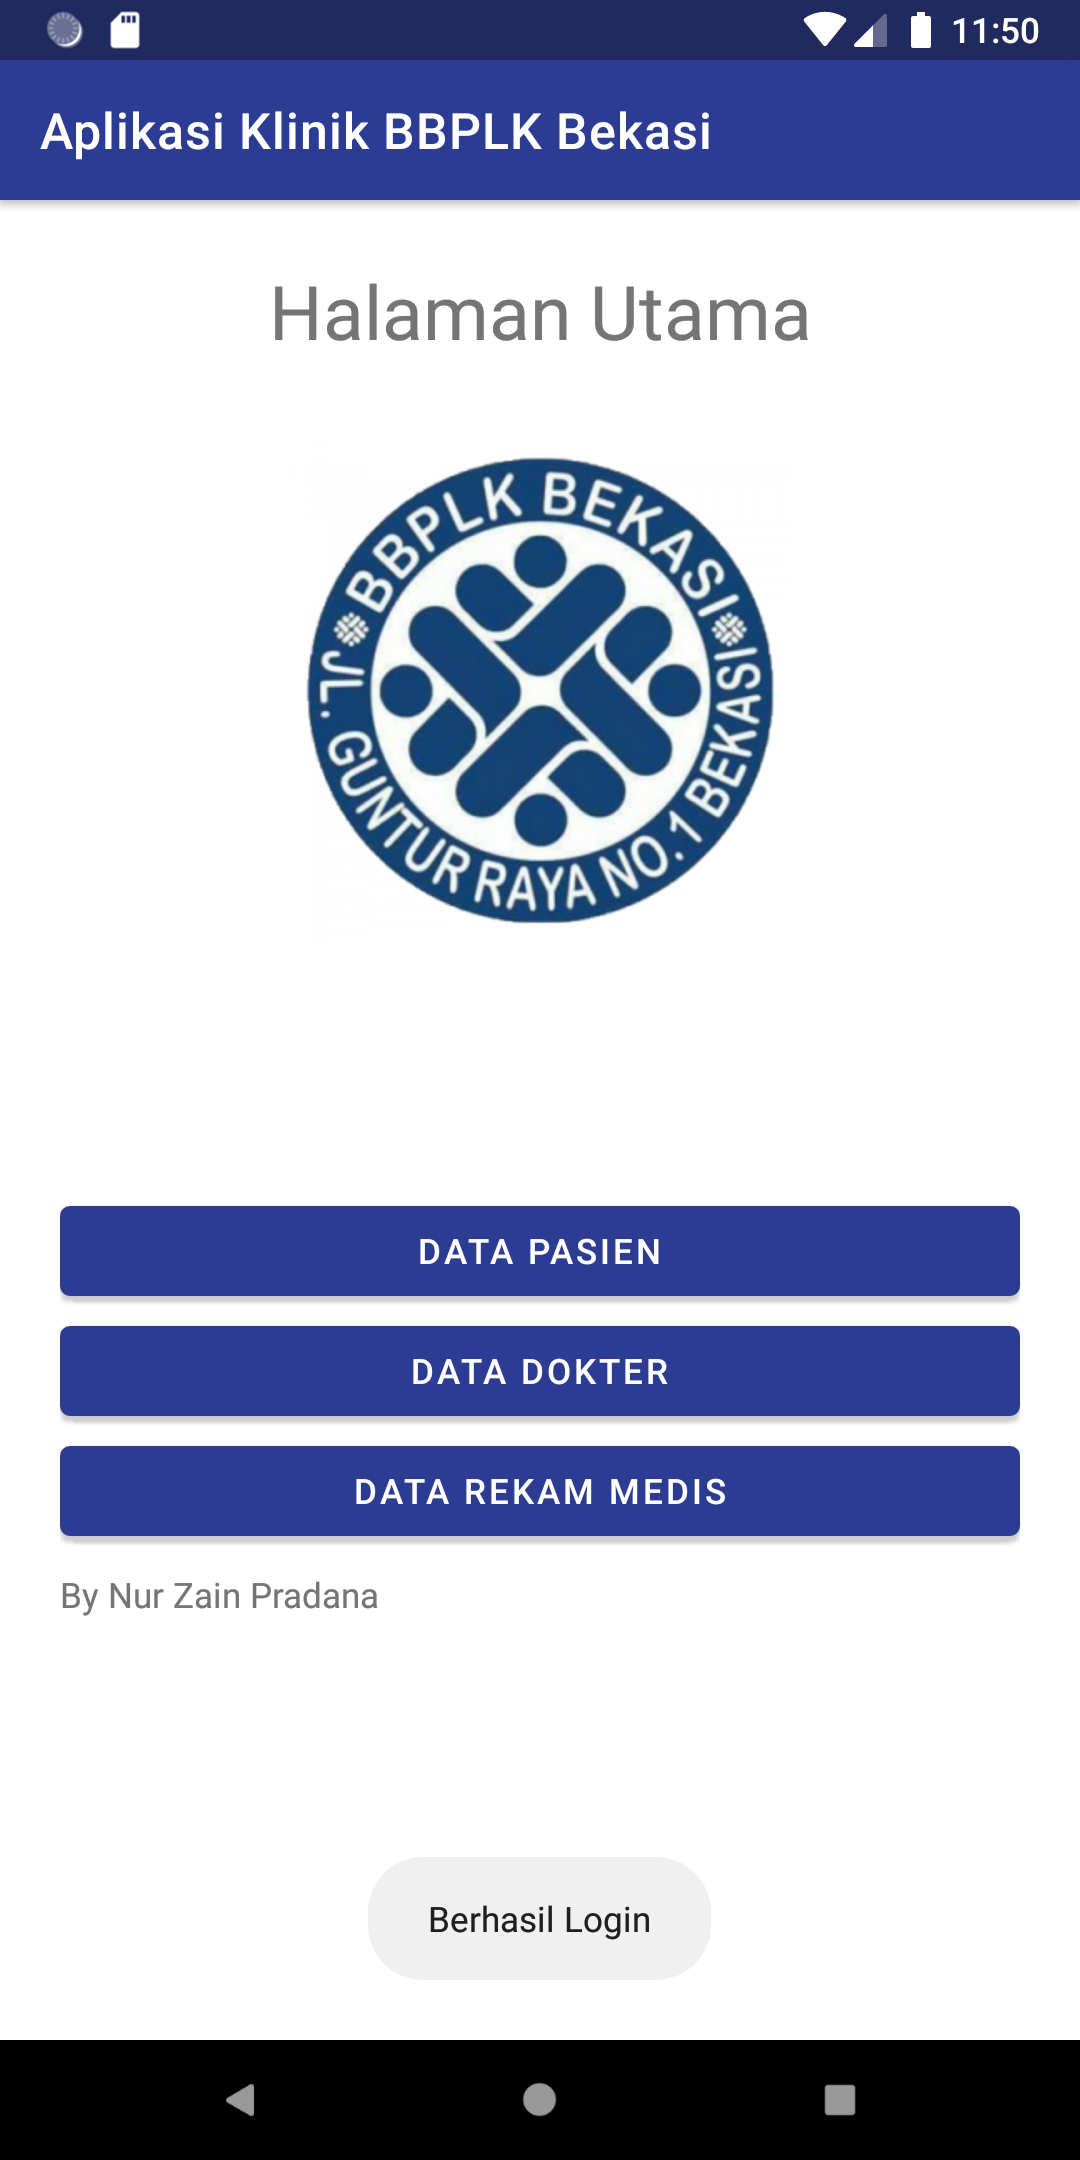 11:50
Aplikasi Klinik BBPLK Bekasi
Halaman Utama
BBPLK BEKASI
JL. GUNTUR RAYA NO.1 BEKASI
DATA PASIEN
DATA DOKTER
DATA REKAM MEDIS
By Nur Zain Pradana
Berhasil Login